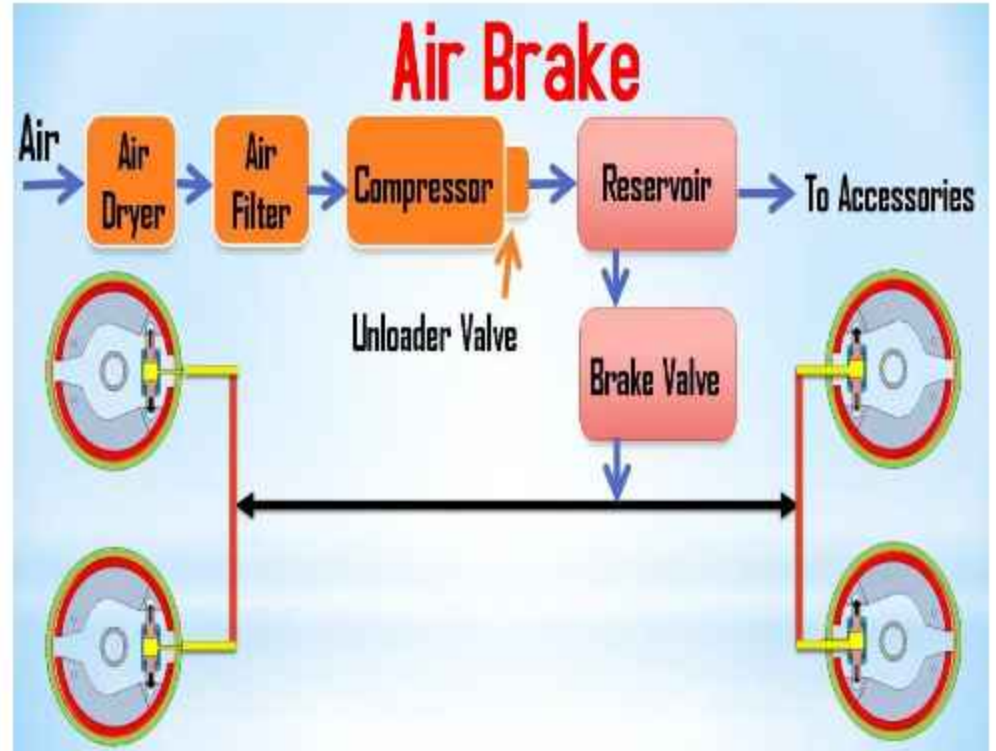 Air Brake
Air
Air
Dryer
Air
Filter
Compressor
Reservoir
To Accessories
Unloader Valve
Brake Valve